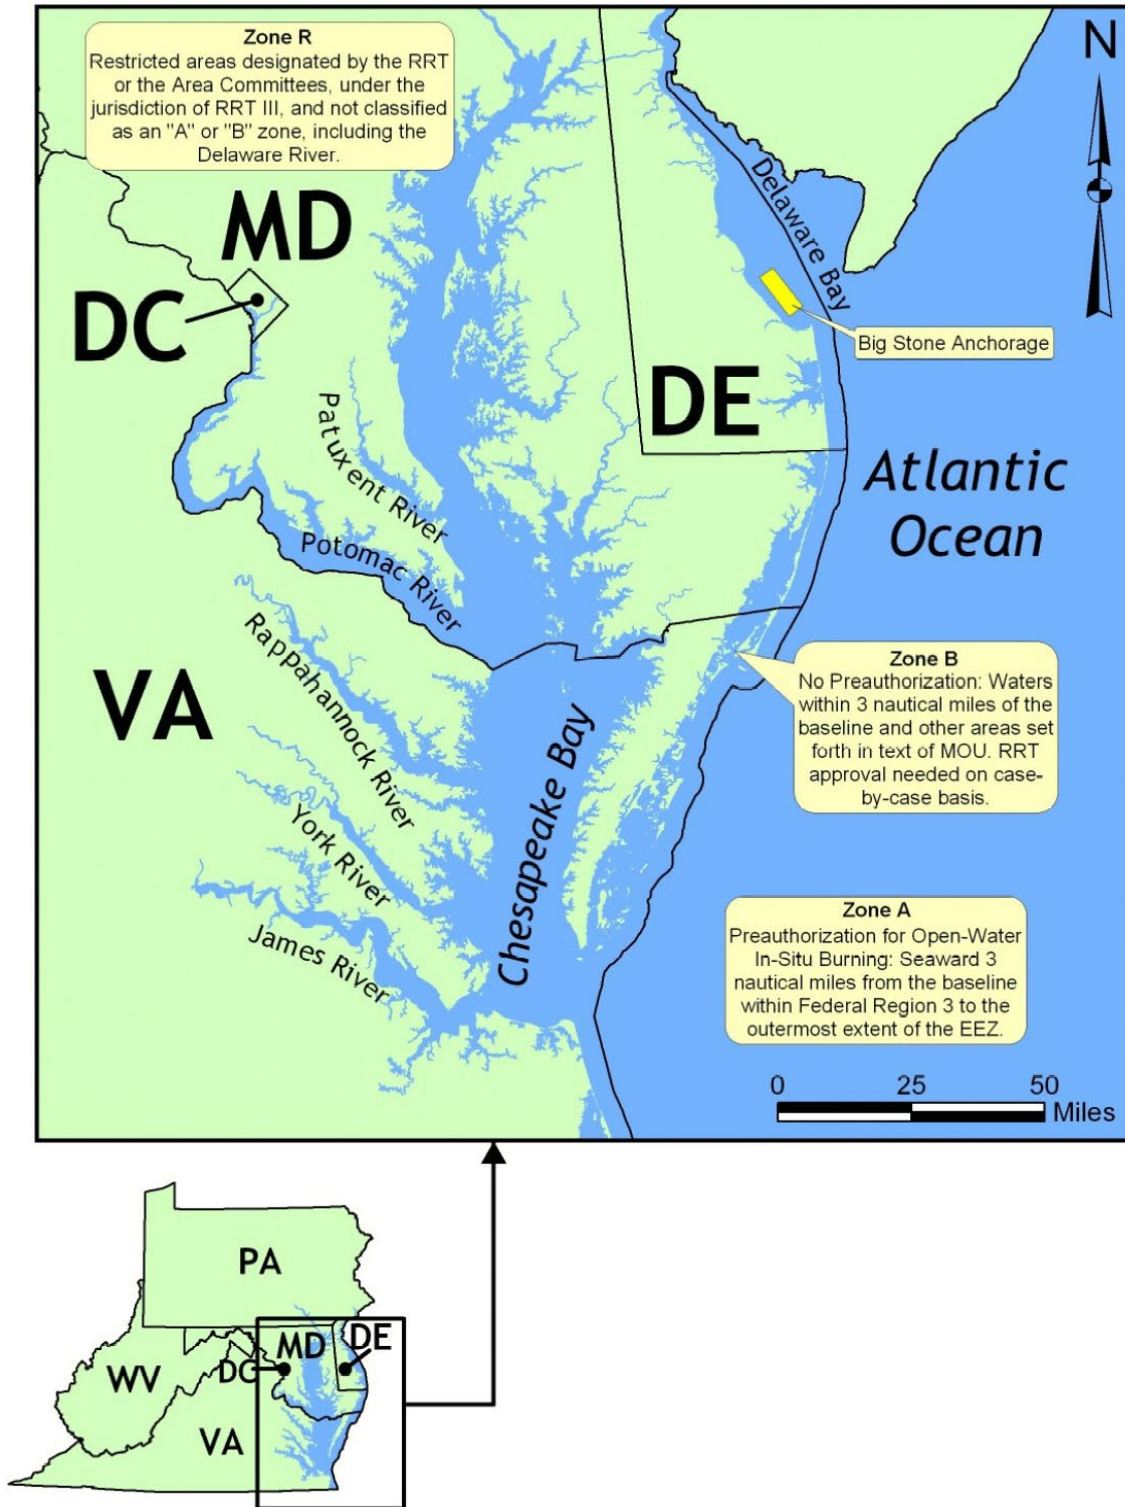 Zone R
Restricted areas designated by the RRT
or the Area Committees, under the
jurisdiction of RRT III, and not classified
as an "A" or "B" zone, including the
Delaware River.
N
MD
DC
Delaware Bay
Big Stone Anchorage
DE
Patuxent River
Atlantic
Ocean
Potomac River
Rappahannock River
VA
Zone B
No Preauthorization: Waters
within 3 nautical miles of the
baseline and other areas set
forth in text of MOU. RRT
approval needed on case-
by-case basis.
Chesapeake Bay
York River
James River
Zone A
Preauthorization for Open-Water
In-Situ Burning: Seaward 3
nautical miles from the baseline
within Federal Region 3 to the
outermost extent of the EEZ.
0 25 50
Miles
PA
MD
DE
DC
WV
VA